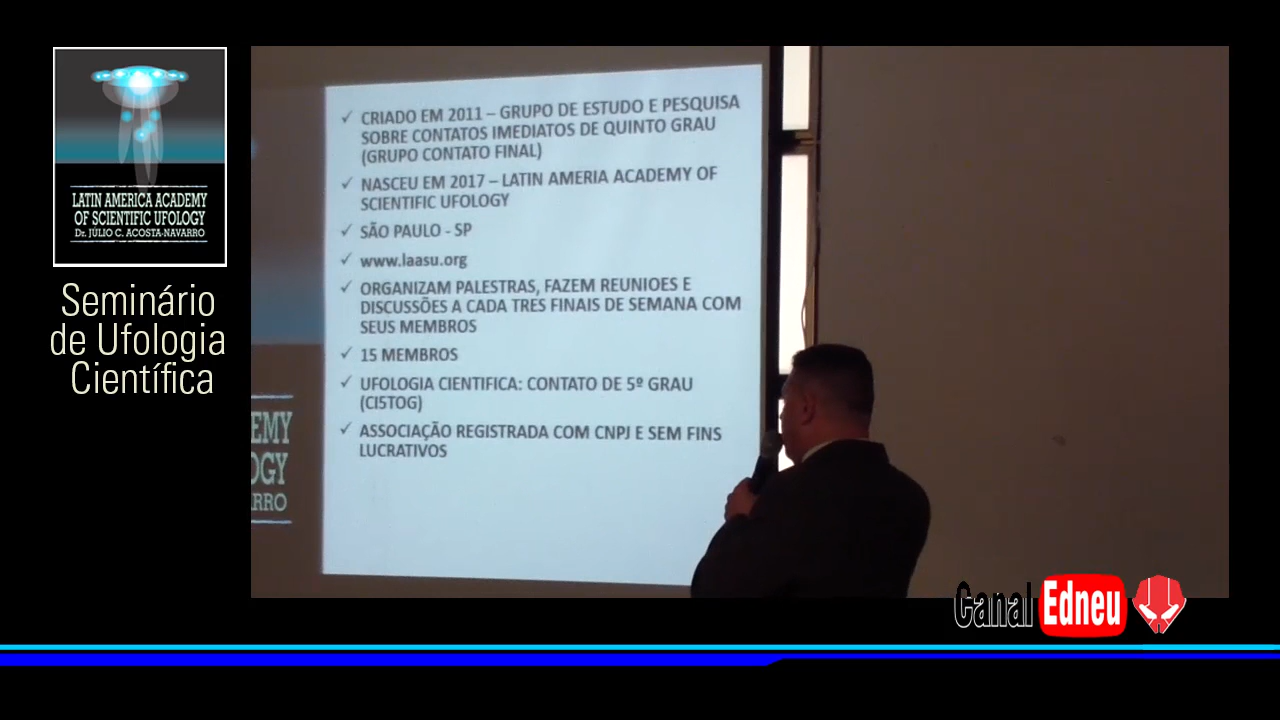 LATIN AMERICA ACADEMY
OF SCIENTIFIC UFOLOGY
Dr. JÚLIO C. ACOSTA-NAVARRO
Seminário
de Ufologia
Científica
CRIADO EM 2011 – GRUPO DE ESTUDO E PESQUISA
SOBRE CONTATOS IMEDIATOS DE QUINTO GRAU
(GRUPO CONTATO FINAL)
NASCEU EM 2017 – LATIN AMERIA ACADEMY OF
SCIENTIFIC UFOLOGY
SÃO PAULO - SP
www.laasu.org
ORGANIZAM PALESTRAS, FAZEM REUNIOES E
DISCUSSÕES A CADA TRES FINAIS DE SEMANA COM
SEUS MEMBROS
15 MEMBROS
UFOLOGIA CIENTIFICA: CONTATO DE 5º GRAU
(CI5TOG)
ASSOCIAÇÃO REGISTRADA COM CNPJ E SEM FINS
LUCRATIVOS
EMY
OGY
ARRO
Canal Edneu